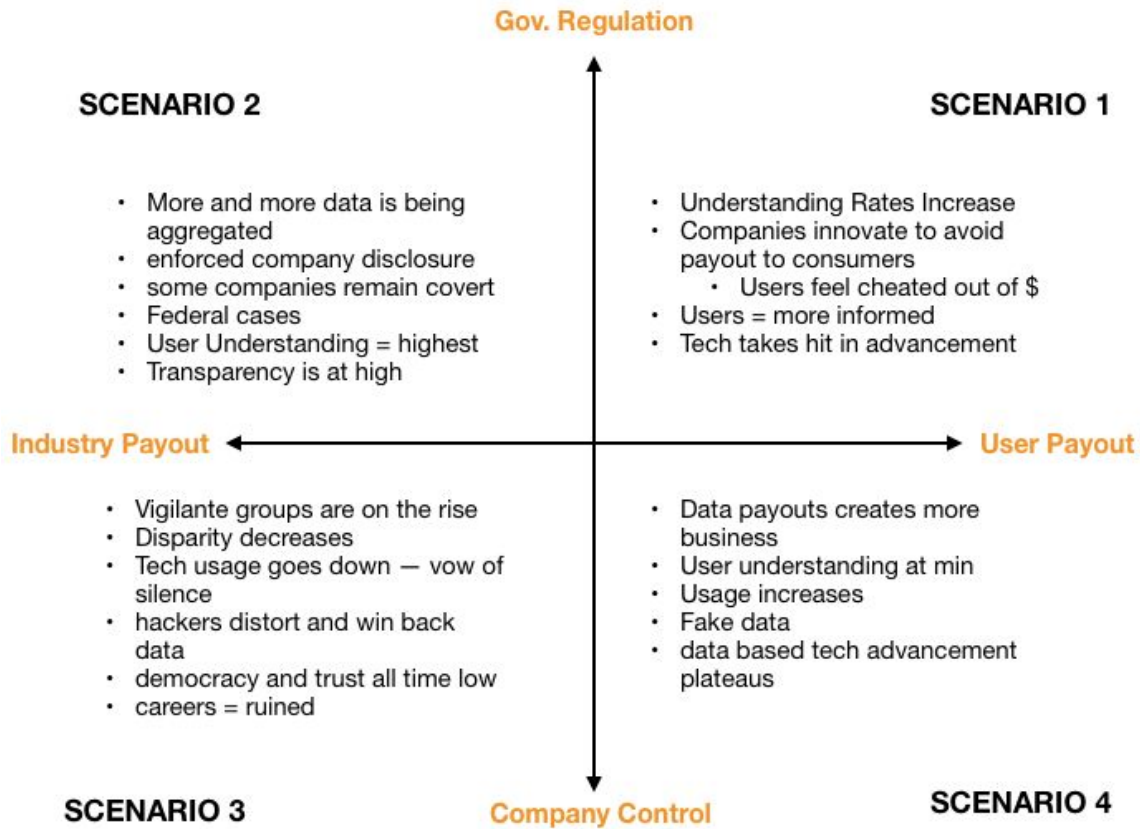 Gov. Regulation
SCENARIO 2
SCENARIO 1
• More and more data is being
aggregated
• enforced company disclosure
• some companies remain covert
• Federal cases
• User Understanding = highest
• Transparency is at high
• Understanding Rates Increase
• Companies innovate to avoid
payout to consumers
• Users feel cheated out of $
• Users = more informed
• Tech takes hit in advancement
Industry Payout
User Payout
• Vigilante groups are on the rise
• Disparity decreases
• Tech usage goes down — vow of
silence
• hackers distort and win back
data
• democracy and trust all time low
• careers = ruined
• Data payouts creates more
business
• User understanding at min
• Usage increases
• Fake data
• data based tech advancement
plateaus
SCENARIO 3
Company Control
SCENARIO 4